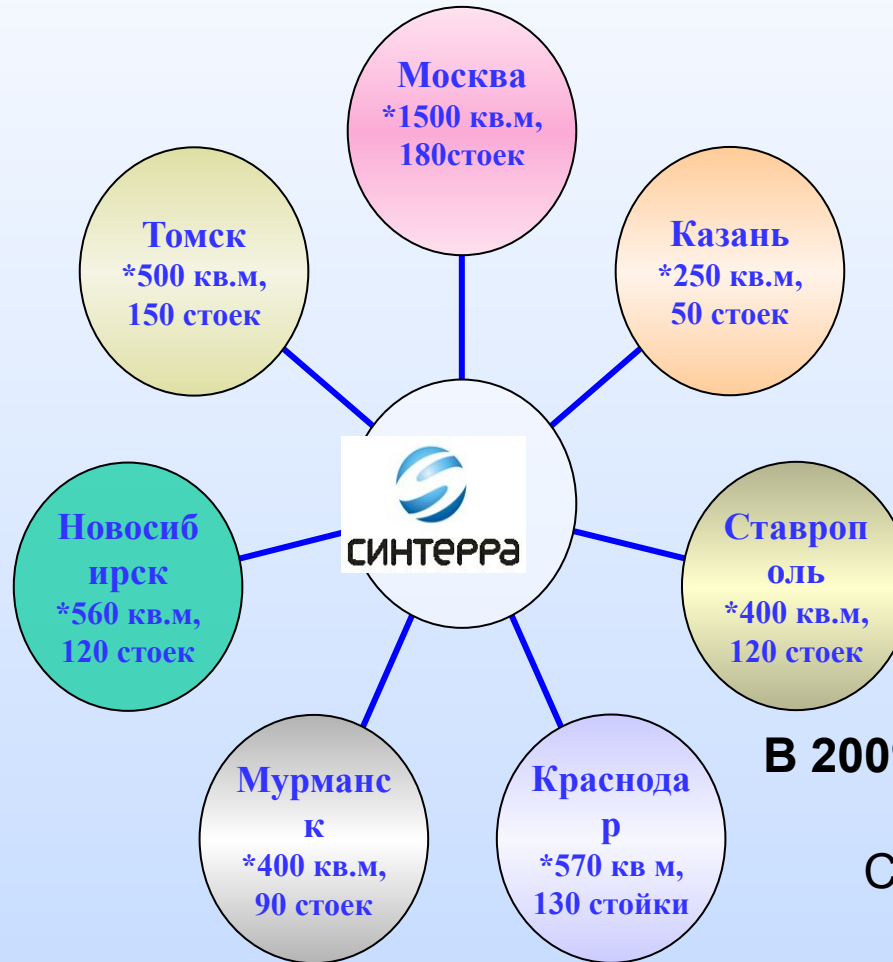 Москва
*1500 кв.м,
180стоек
Томск
*500 кв.м,
150 стоек
Казань
*250 кв.м,
50 стоек
синтерра
Новосиб
ирск
*560 кв.м,
120 стоек
Ставроп
оль
*400 кв.м,
120 стоек
В 200
Мурманс
к
*400 кв.м,
90 стоек
Краснода
р
*570 кв м,
130 стойки
С